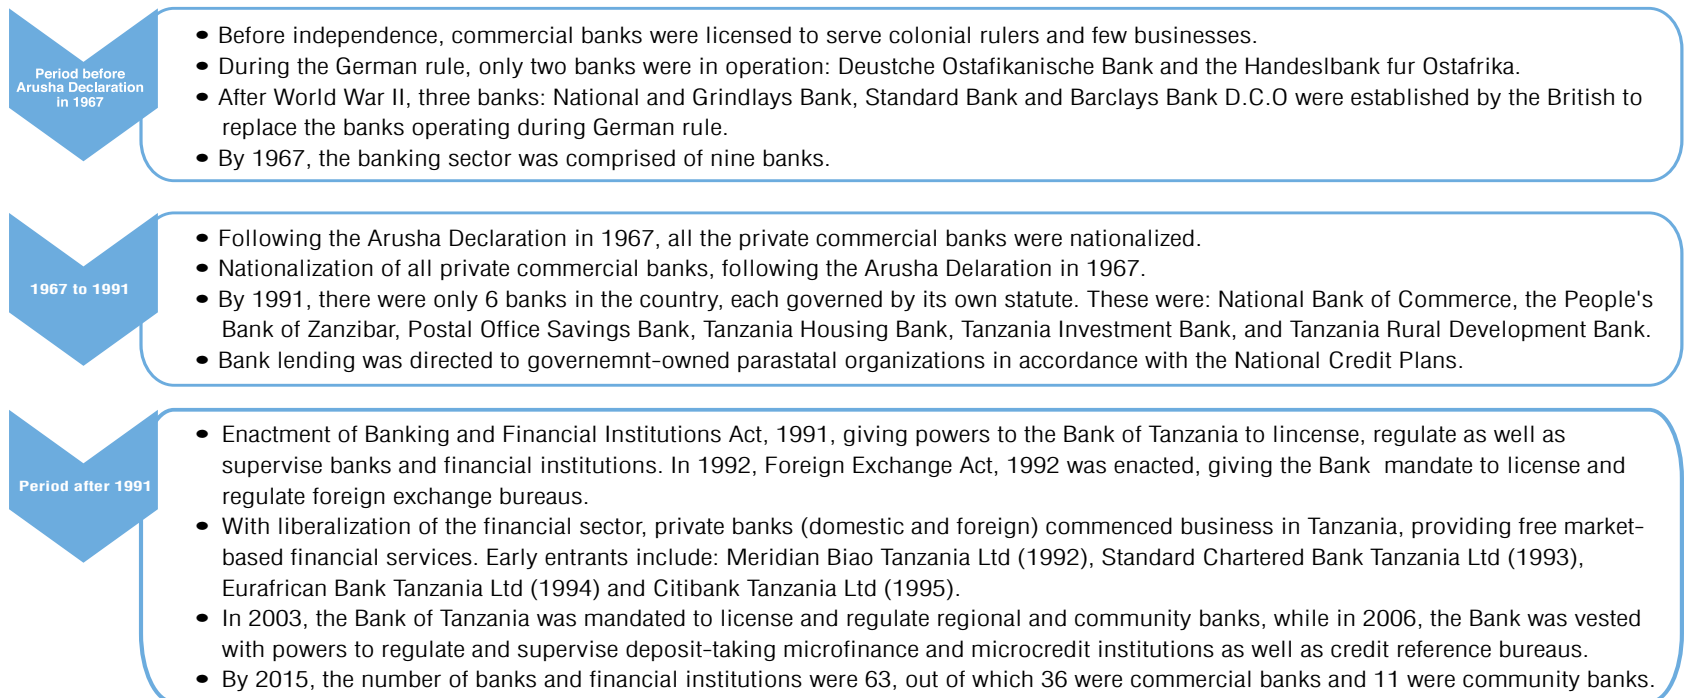 Period before
Arusha Declaration
in 1967
• Before independence, commercial banks were licensed to serve colonial rulers and few businesses.
• During the German rule, only two banks were in operation: Deustche Ostafikanische Bank and the Handeslbank fur Ostafrika.
• After World War II, three banks: National and Grindlays Bank, Standard Bank and Barclays Bank D.C.O were established by the British to
replace the banks operating during German rule.
• By 1967, the banking sector was comprised of nine banks.
1967 to 1991
• Following the Arusha Declaration in 1967, all the private commercial banks were nationalized.
• Nationalization of all private commercial banks, following the Arusha Delaration in 1967.
• By 1991, there were only 6 banks in the country, each governed by its own statute. These were: National Bank of Commerce, the People's
Bank of Zanzibar, Postal Office Savings Bank, Tanzania Housing Bank, Tanzania Investment Bank, and Tanzania Rural Development Bank.
• Bank lending was directed to governemnt-owned parastatal organizations in accordance with the National Credit Plans.
Period after 1991
• Enactment of Banking and Financial Institutions Act, 1991, giving powers to the Bank of Tanzania to lincense, regulate as well as
supervise banks and financial institutions. In 1992, Foreign Exchange Act, 1992 was enacted, giving the Bank mandate to license and
regulate foreign exchange bureaus.
• With liberalization of the financial sector, private banks (domestic and foreign) commenced business in Tanzania, providing free market-
based financial services. Early entrants include: Meridian Biao Tanzania Ltd (1992), Standard Chartered Bank Tanzania Ltd (1993),
Eurafrican Bank Tanzania Ltd (1994) and Citibank Tanzania Ltd (1995).
• In 2003, the Bank of Tanzania was mandated to license and regulate regional and community banks, while in 2006, the Bank was vested
with powers to regulate and supervise deposit-taking microfinance and microcredit institutions as well as credit reference bureaus.
• By 2015, the number of banks and financial institutions were 63, out of which 36 were commercial banks and 11 were community banks.